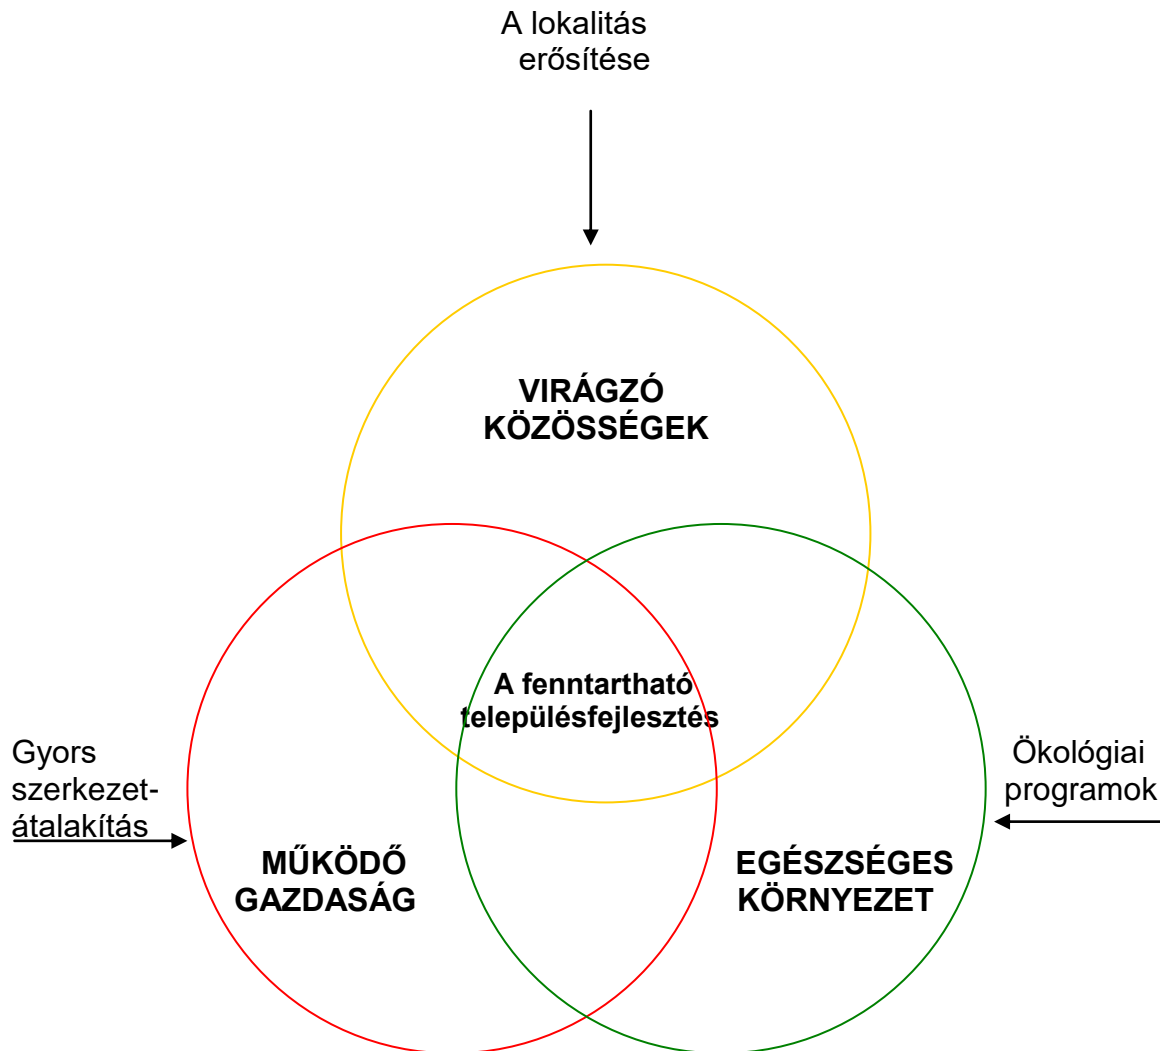 A lokalitás
erősítése
VIRÁGZÓ
KÖZÖSSÉGEK
A fenntartható
településfejlesztés
Gyors
szerkezet-
átalakítás
Ökológiai
programok
MŰKÖDŐ
GAZDASÁG
EGÉSZSÉGES
KÖRNYEZET